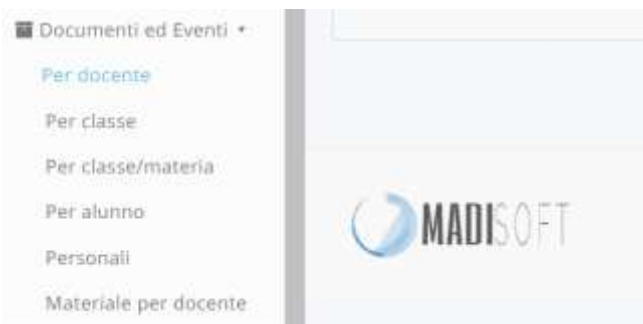 Documenti ed Eventi
Per docente
Per classe
Per classe/materia
Per alunno
Personali
Materiale per docente
MADISOFT